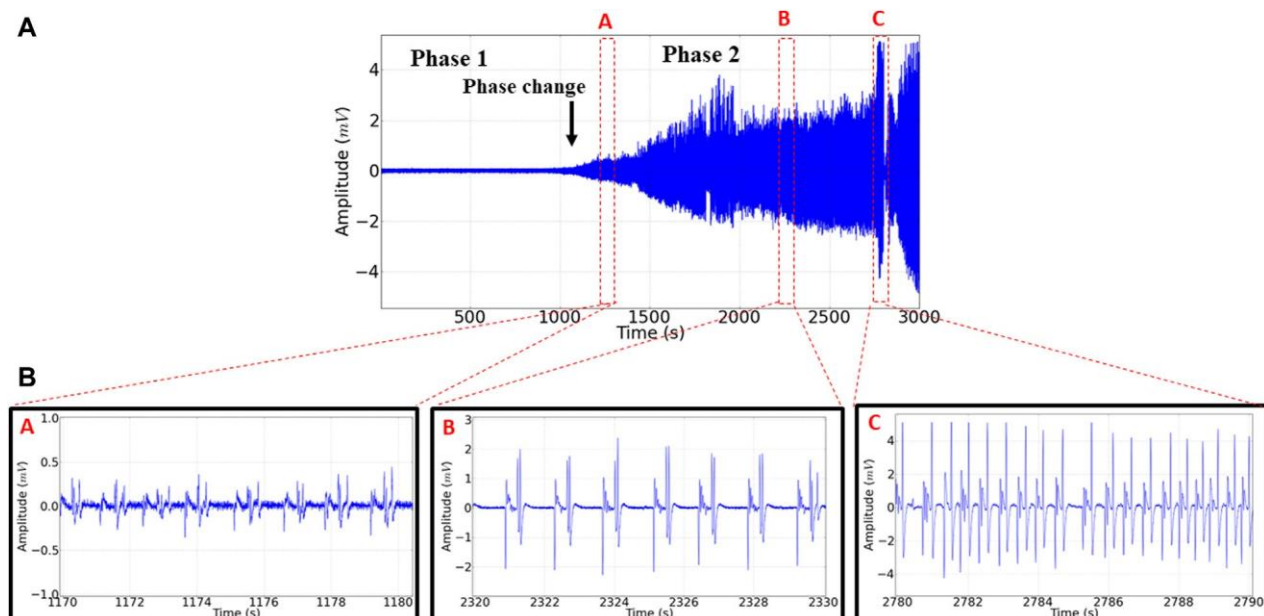 A
A B C
Phase 1
Phase 2
Phase change
Amplitude (mV)
4
2
0
−2
−4
500 1000 1500 2000 2500 3000
Time (s)
B
A
Amplitude (mV)
1.0
0.5
0.0
−0.5
−1.0
1170 1172 1174 1176 1178 1180
Time (s)
B
Amplitude (mV)
3
2
1
0
−1
−2
2320 2322 2324 2326 2328 2330
Time (s)
C
Amplitude (mV)
4
2
0
−2
−4
2780 2782 2784 2786 2788 2790
Time (s)